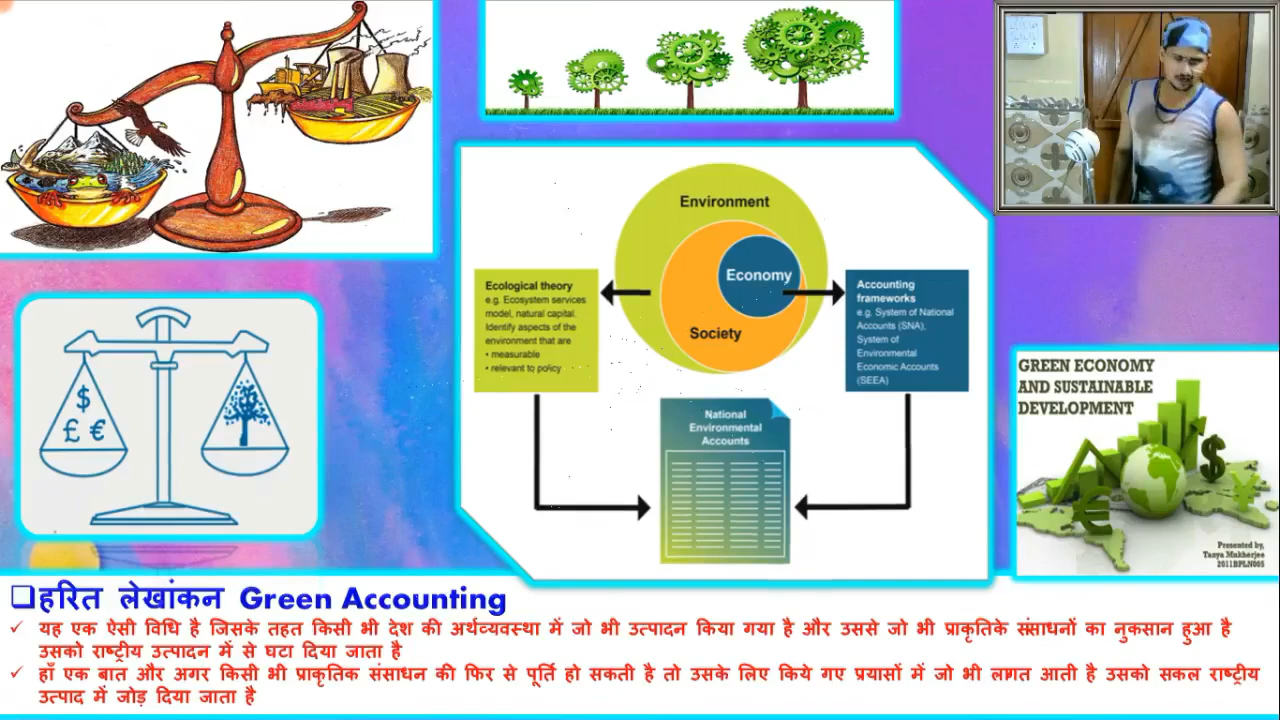 Environment
Economy
Society
Ecological theory
e.g. Ecosystem services
model, natural capital.
Identify aspects of the
environment that are
• measurable
• relevant to policy
Accounting
frameworks
e.g. System of National
Accounts (SNA),
System of
Environmental
Economic Accounts
(SEEA)
National
Environmental
Accounts
$
£ €
GREEN ECONOMY
AND SUSTAINABLE
DEVELOPMENT
$
€
¥
Presented by,
Tanya Mukherjee
2011BPLN005
❑हरित लेखांकन Green Accounting
✓ यह एक ऐसी विधि है जिसके तहत किसी भी देश की अर्थव्यवस्था में जो भी उत्पादन किया गया है और उससे जो भी प्राकृतिके संसाधनों का नुकसान हुआ है
उसको राष्ट्रीय उत्पादन में से घटा दिया जाता है
✓ हाँ एक बात और अगर किसी भी प्राकृतिक संसाधन की फिर से पूर्ति हो सकती है तो उसके लिए किये गए प्रयासों में जो भी लागत आती है उसको सकल राष्ट्रीय
उत्पाद में जोड़ दिया जाता है